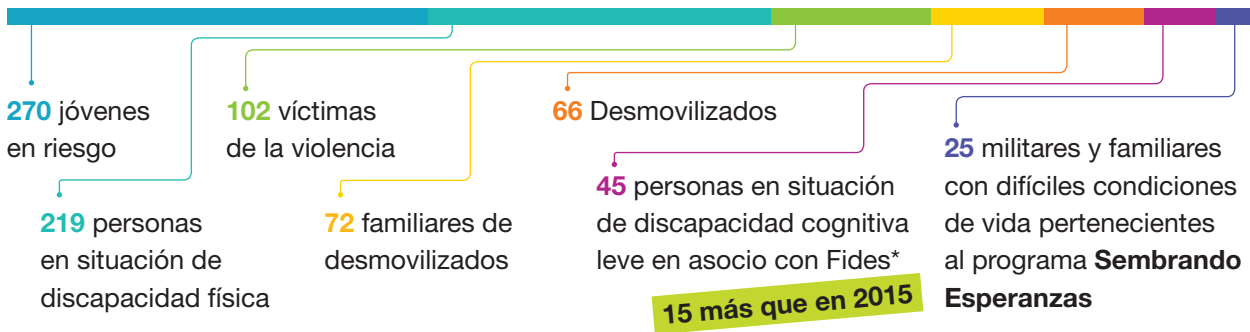 270 jóvenes
en riesgo
219 personas
en situación de
discapacidad física
102 víctimas
de la violencia
72 familiares de
desmovilizados
66 Desmovilizados
45 personas en situación
de discapacidad cognitiva
leve en asocio con Fides*
15 más que en 2015
25 militares y familiares
con difíciles condiciones
de vida pertenecientes
al programa Sembrando
Esperanzas